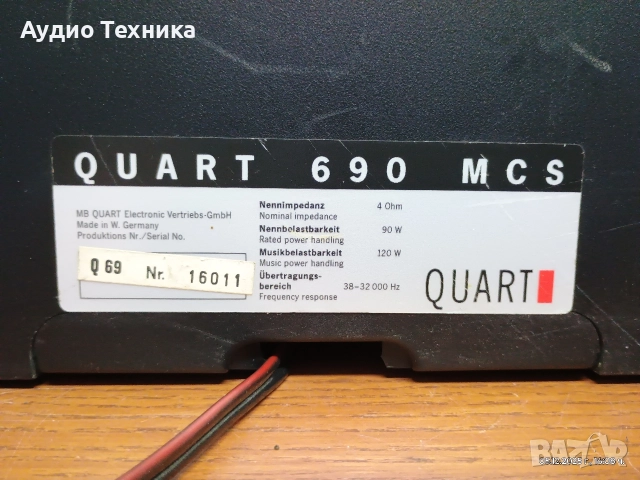 Аудио Техника
QUART 690 MCS
MB QUART Electronic Vertriebs-GmbH
Made in W. Germany
Produktions Nr./Serial No.
Q 69 Nr. 16011
Nennimpedanz 4 Ohm
Nominal impedance
Nennbelastbarkeit 90 W
Rated power handling
Musikbelastbarkeit 120 W
Music power handling
Übertragungs-
bereich 38–32 000 Hz
Frequency response
QUART
BAZAR